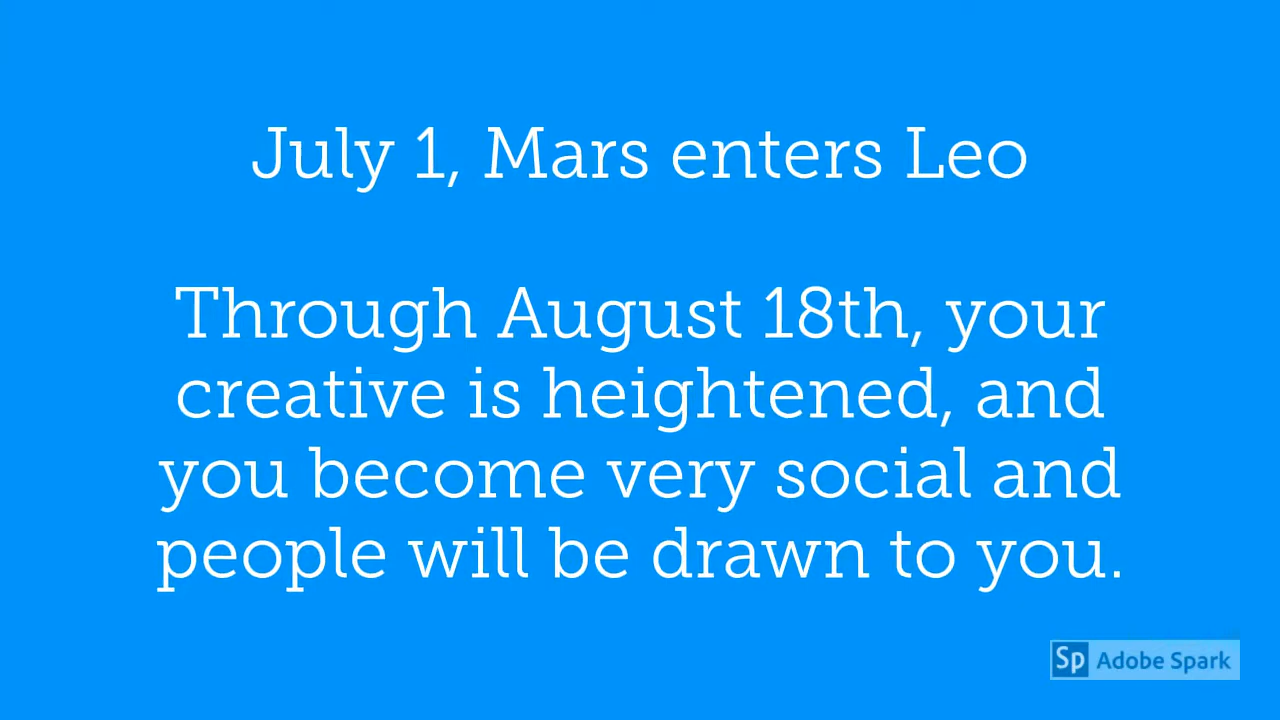 July 1, Mars enters Leo
Through August 18th, your
creative is heightened, and
you become very social and
people will be drawn to you.
Sp Adobe Spark